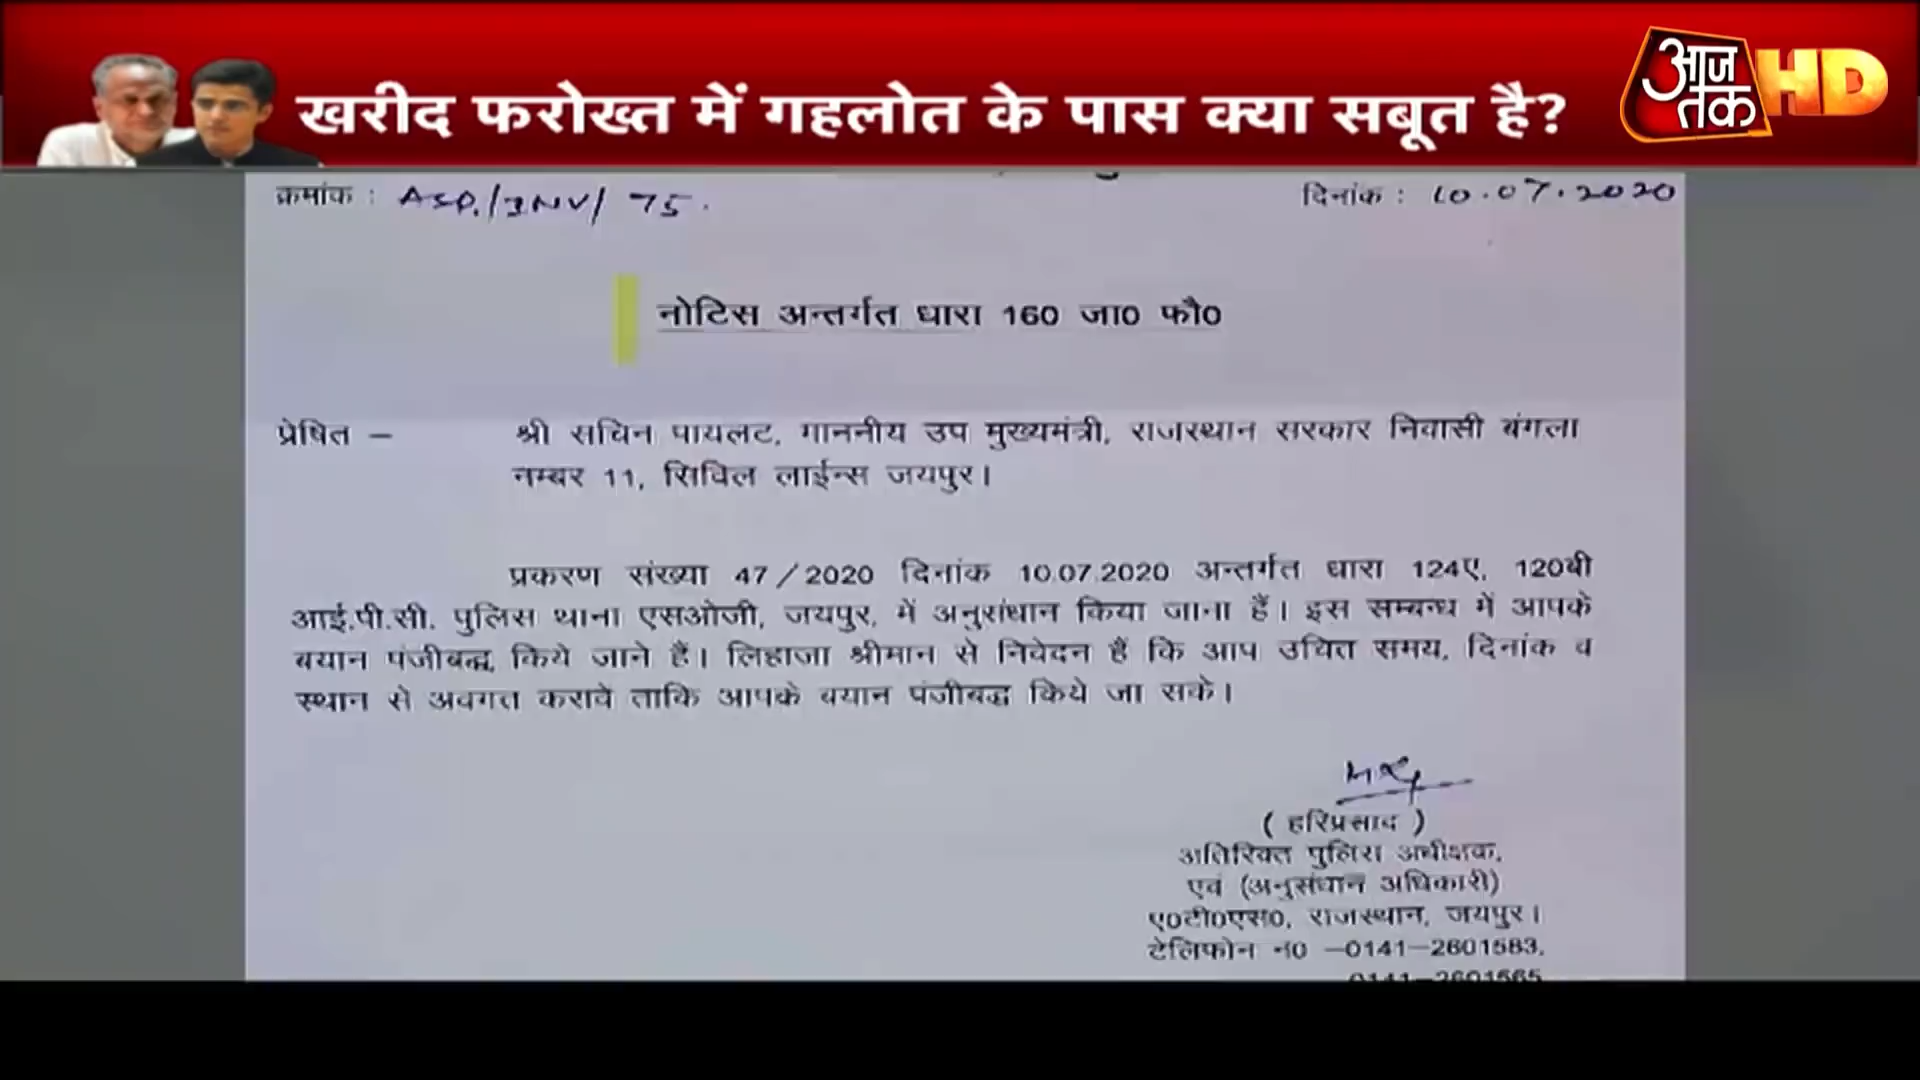 खरीद फरोख्त में गहलोत के पास क्या सबूत है?
आज तक HD
क्रमांक : ASP./INV/ 75.
दिनांक : 10.07.2020
नोटिस अन्तर्गत धारा 160 जा0 फौ0
प्रेषित – श्री सचिन पायलट, माननीय उप मुख्यमंत्री, राजस्थान सरकार निवासी बंगला
नम्बर 11, सिविल लाईन्स जयपुर।
प्रकरण संख्या 47/2020 दिनांक 10.07.2020 अन्तर्गत धारा 124ए, 120बी
आई.पी.सी. पुलिस थाना एसओजी, जयपुर, में अनुसंधान किया जाना हैं। इस सम्बन्ध में आपके
बयान पंजीबद्ध किये जाने हैं। लिहाजा श्रीमान से निवेदन हैं कि आप उचित समय, दिनांक व
स्थान से अवगत करावें ताकि आपके बयान पंजीबद्ध किये जा सके।
( हरिप्रसाद )
अतिरिक्त पुलिस अधीक्षक,
एवं (अनुसंधान अधिकारी)
ए0टी0एस0, राजस्थान, जयपुर।
टेलिफोन न0 –0141–2601583,
0141–2601565